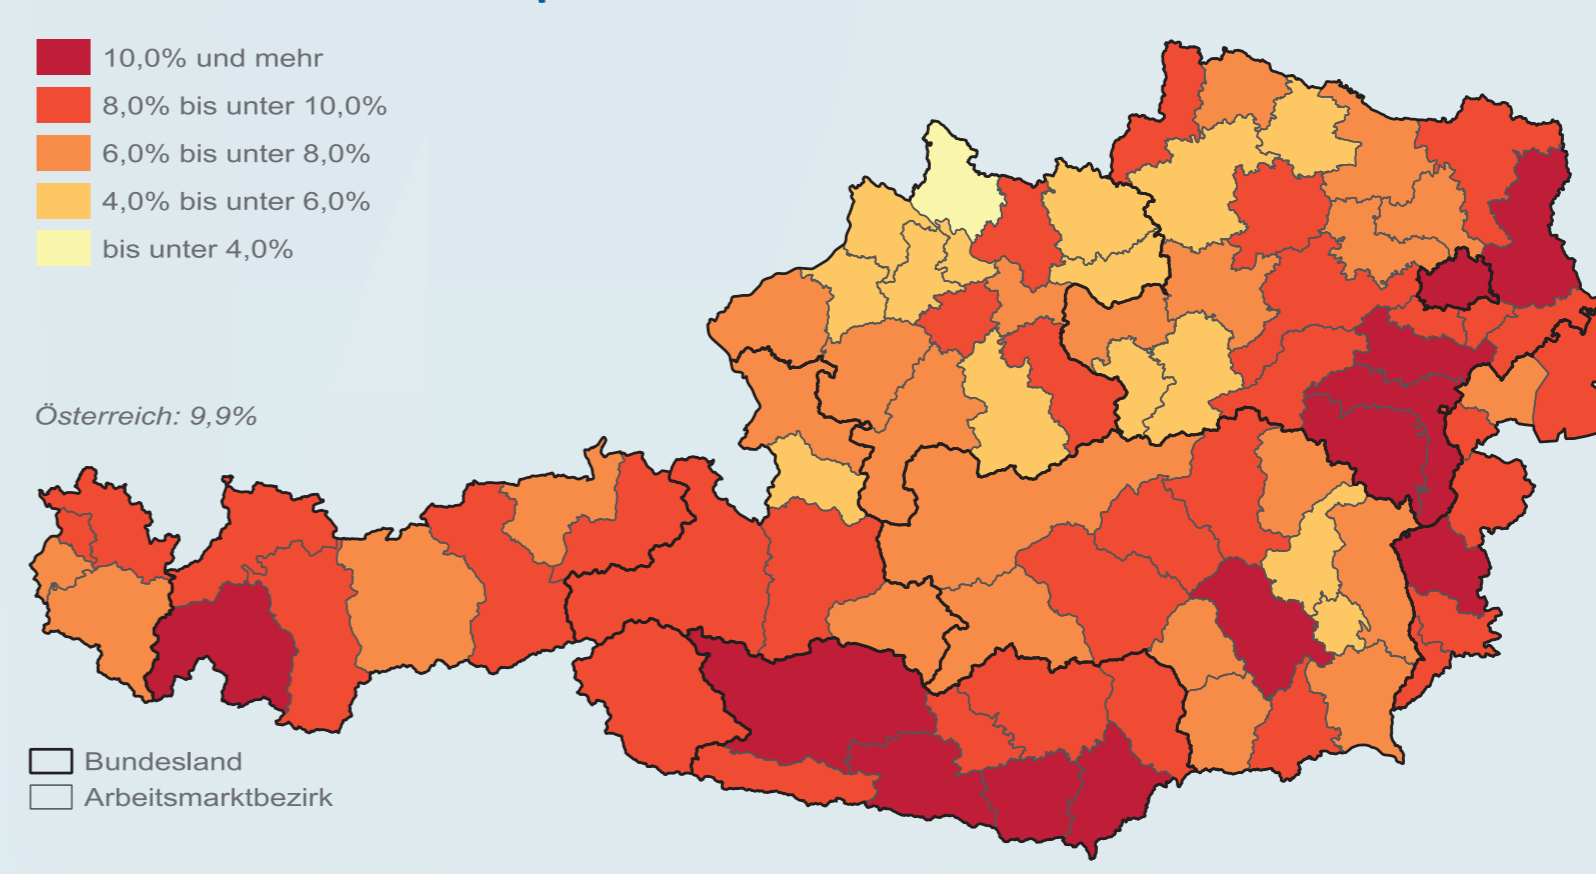 10,0% und mehr
8,0% bis unter 10,0%
6,0% bis unter 8,0%
4,0% bis unter 6,0%
bis unter 4,0%
Österreich: 9,9%
Bundesland
Arbeitsmarktbezirk